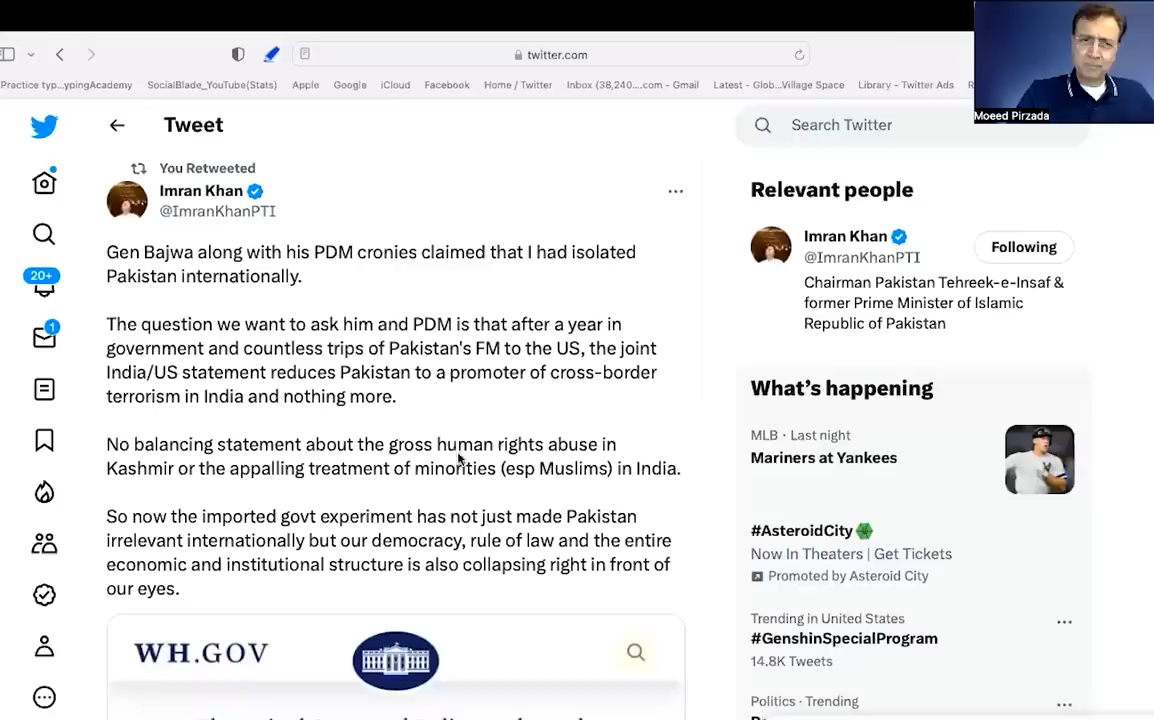 twitter.com
Practice typ...ypingAcademy
SocialBlade_YouTube(Stats)
Apple
Google
iCloud
Facebook
Home / Twitter
Inbox (38,240....com - Gmail
Latest - Glob...Village Space
Library - Twitter Ads
Moeed Pirzada
Tweet
Search Twitter
You Retweeted
Imran Khan
@ImranKhanPTI
Gen Bajwa along with his PDM cronies claimed that I had isolated
Pakistan internationally.
The question we want to ask him and PDM is that after a year in
government and countless trips of Pakistan's FM to the US, the joint
India/US statement reduces Pakistan to a promoter of cross-border
terrorism in India and nothing more.
No balancing statement about the gross human rights abuse in
Kashmir or the appalling treatment of minorities (esp Muslims) in India.
So now the imported govt experiment has not just made Pakistan
irrelevant internationally but our democracy, rule of law and the entire
economic and institutional structure is also collapsing right in front of
our eyes.
WH.GOV
20+
1
Relevant people
Imran Khan
@ImranKhanPTI
Following
Chairman Pakistan Tehreek-e-Insaf &
former Prime Minister of Islamic
Republic of Pakistan
What's happening
MLB · Last night
Mariners at Yankees
#AsteroidCity
Now In Theaters | Get Tickets
Promoted by Asteroid City
Trending in United States
#GenshinSpecialProgram
14.8K Tweets
Politics · Trending